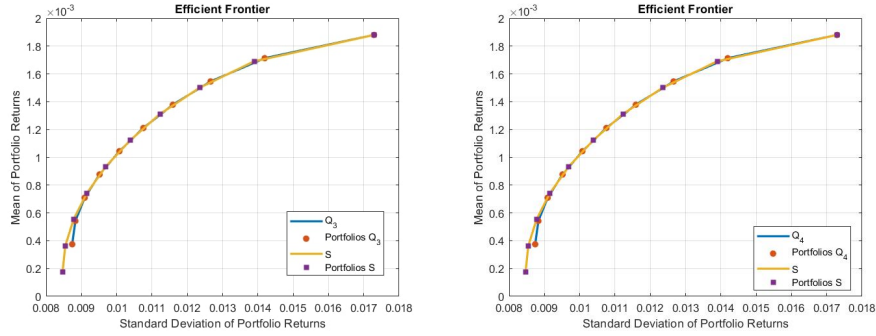 Efficient Frontier
×10⁻³
2
1.8
1.6
1.4
1.2
1
0.8
0.6
0.4
0.2
0
Mean of Portfolio Returns
Q₃
Portfolios Q₃
S
Portfolios S
0.008 0.009 0.01 0.011 0.012 0.013 0.014 0.015 0.016 0.017 0.018
Standard Deviation of Portfolio Returns
Efficient Frontier
×10⁻³
2
1.8
1.6
1.4
1.2
1
0.8
0.6
0.4
0.2
0
Mean of Portfolio Returns
Q₄
Portfolios Q₄
S
Portfolios S
0.008 0.009 0.01 0.011 0.012 0.013 0.014 0.015 0.016 0.017 0.018
Standard Deviation of Portfolio Returns